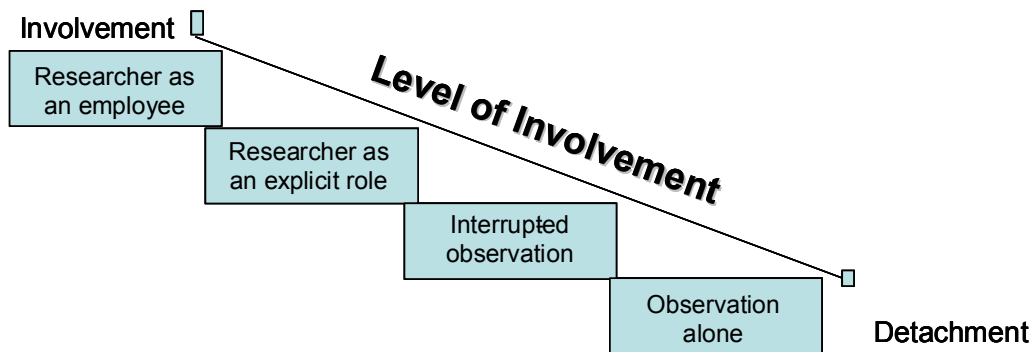 Involvement
Researcher as
an employee
Level of Involvement
Researcher as
an explicit role
Interrupted
observation
Observation
alone
Detachment